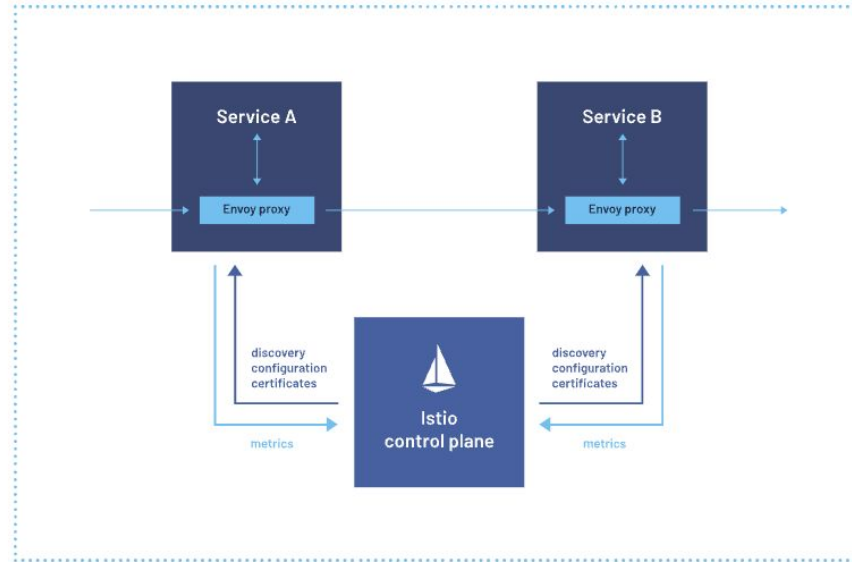 Service A
Envoy proxy
Service B
Envoy proxy
discovery
configuration
certificates
metrics
Istio
control plane
discovery
configuration
certificates
metrics